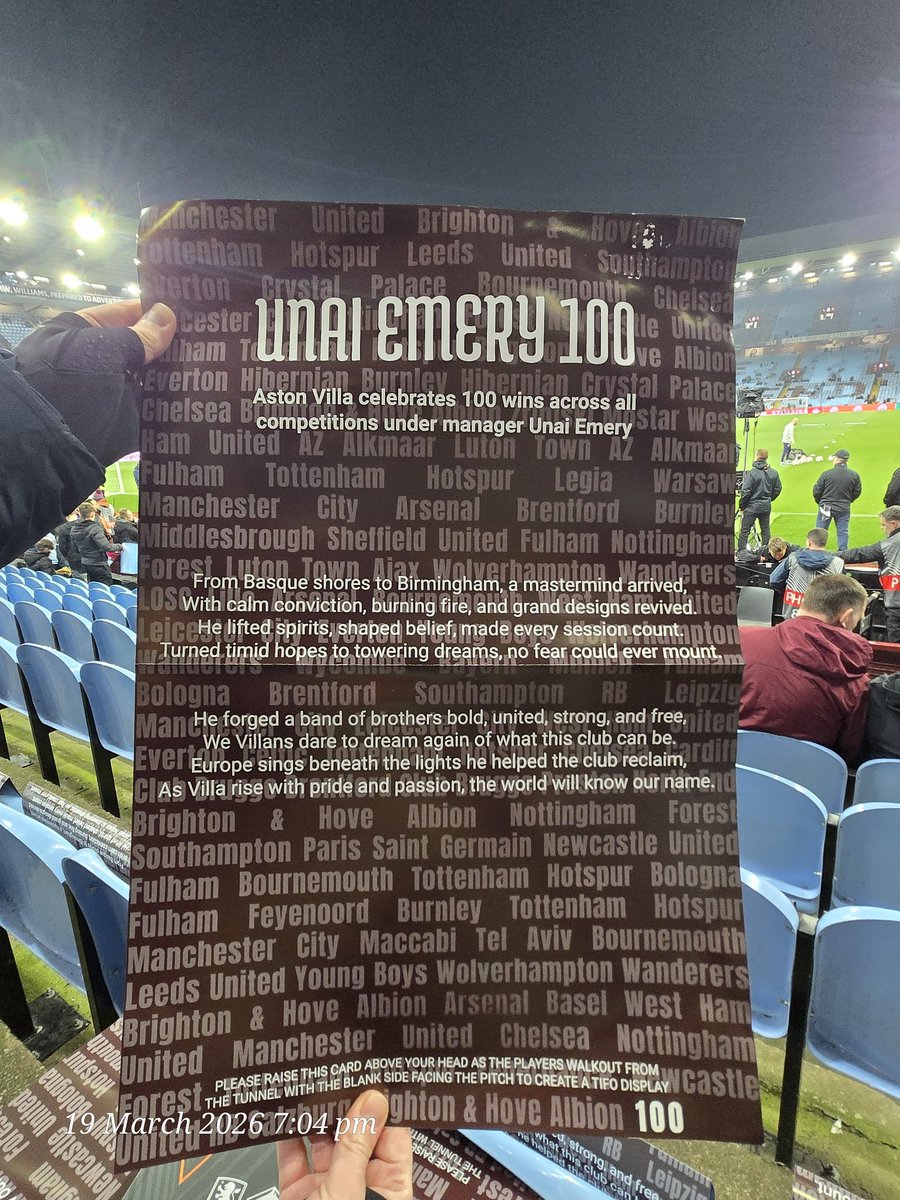 Manchester United Brighton & Hove Albion
Tottenham Hotspur Leeds United Southampton
Everton Crystal Palace Bournemouth Chelsea
UNAI EMERY 100
Everton Hibernian Burnley Hibernian Crystal Palace
Aston Villa celebrates 100 wins across all
competitions under manager Unai Emery
Chelsea
star West
Ham United AZ Alkmaar Luton Town AZ Alkmaar
Fulham Tottenham Hotspur Legia Warsaw
Manchester City Arsenal Brentford Burnley
Middlesbrough Sheffield United Fulham Nottingham
Forest Luton Town Ajax Wolverhampton Wanderers
From Basque shores to Birmingham, a mastermind arrived,
With calm conviction, burning fire, and grand designs revived.
He lifted spirits, shaped belief, made every session count.
Turned timid hopes to towering dreams, no fear could ever mount.
Bologna Brentford Southampton RB Leipzig
He forged a band of brothers bold, united, strong, and free,
We Villans dare to dream again of what this club can be.
Europe sings beneath the lights he helped the club reclaim,
As Villa rise with pride and passion, the world will know our name.
Brighton & Hove Albion Nottingham Forest
Southampton Paris Saint Germain Newcastle United
Fulham Bournemouth Tottenham Hotspur Bologna
Fulham Feyenoord Burnley Tottenham Hotspur
Manchester City Maccabi Tel Aviv Bournemouth
Leeds United Young Boys Wolverhampton Wanderers
Brighton & Hove Albion Arsenal Basel West Ham
United Manchester United Chelsea Nottingham
Forest
PLEASE RAISE THIS CARD ABOVE YOUR HEAD AS THE PLAYERS WALKOUT FROM
THE TUNNEL WITH THE BLANK SIDE FACING THE PITCH TO CREATE A TIFO DISPLAY
Brighton & Hove Albion 100
19 March 2026 7:04 pm